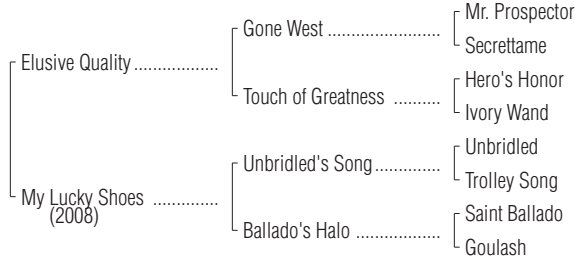 Mr. Prospector
Gone West ........................
Secrettame
Elusive Quality ..................
Hero's Honor
Touch of Greatness ..........
Ivory Wand
Unbridled
Unbridled's Song ..............
Trolley Song
My Lucky Shoes ..............
(2008)
Saint Ballado
Ballado's Halo ..................
Goulash